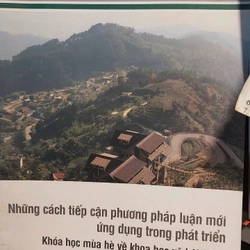 Những cách tiếp cận phương pháp luận mới
ứng dụng trong phát triển
Khóa học mùa hè về khoa học xã